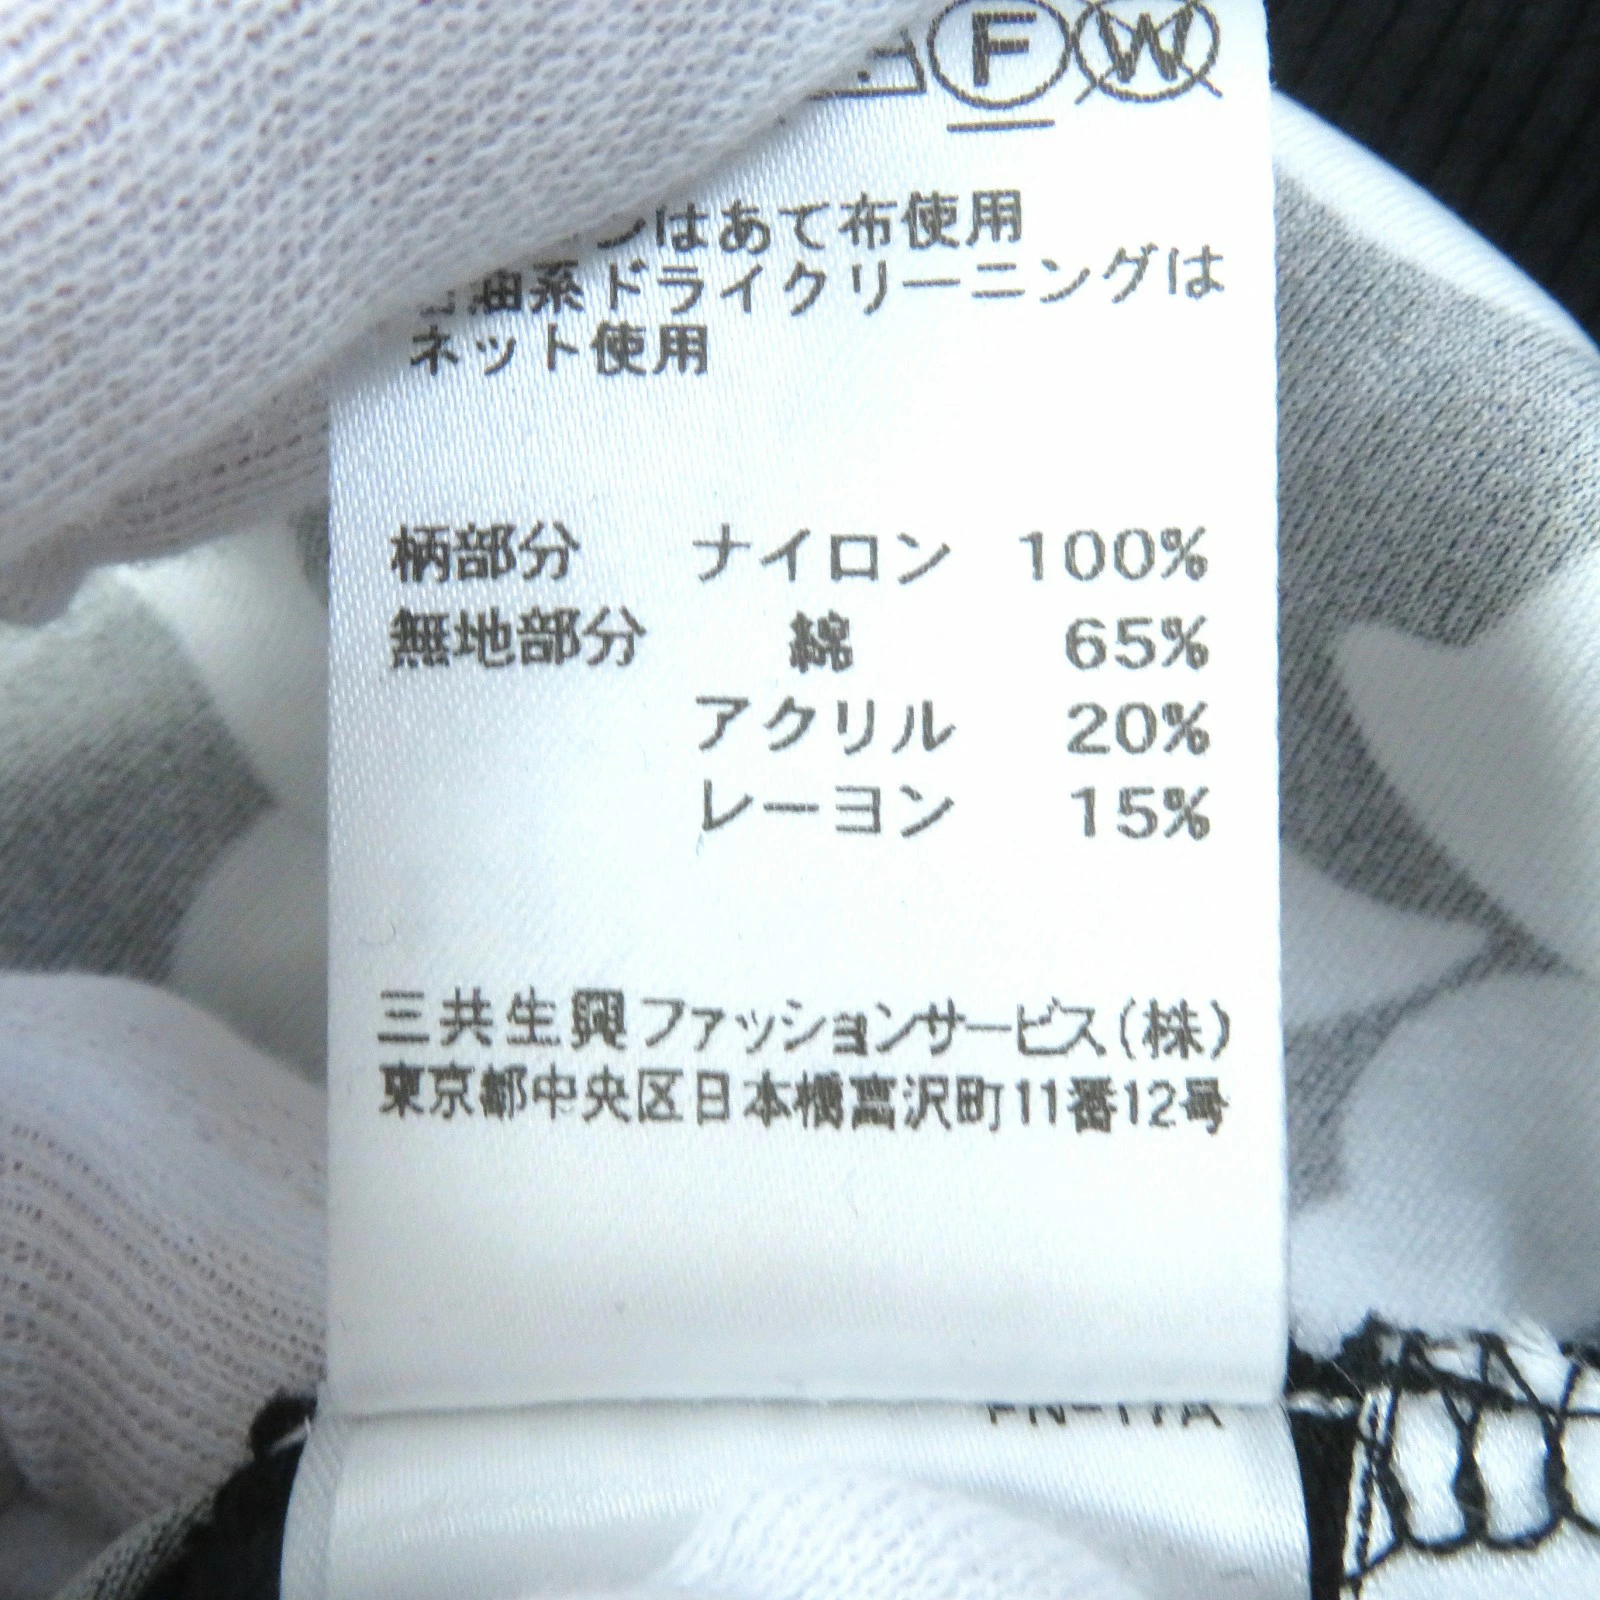 F W
はあて布使用
油系ドライクリーニングは
ネット使用
柄部分 ナイロン 100%
無地部分 綿 65%
アクリル 20%
レーヨン 15%
三共生興ファッションサービス(株)
東京都中央区日本橋富沢町11番12号